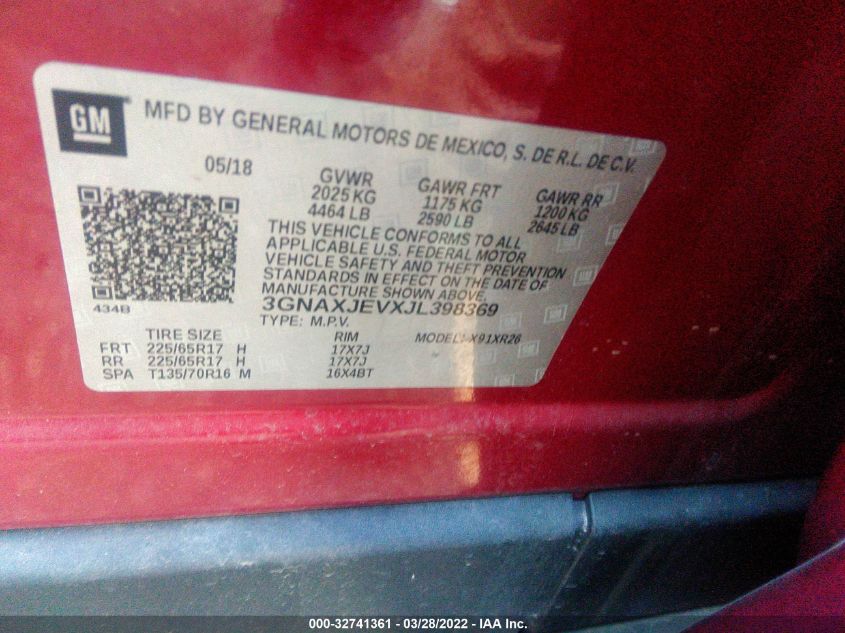 GM
MFD BY GENERAL MOTORS DE MEXICO, S. DE R.L. DE C.V.
05/18
GVWR GAWR FRT GAWR RR
2025 KG 1175 KG 1200 KG
4464 LB 2590 LB 2645 LB
THIS VEHICLE CONFORMS TO ALL
APPLICABLE U.S. FEDERAL MOTOR
VEHICLE SAFETY AND THEFT PREVENTION
STANDARDS IN EFFECT ON THE DATE OF
MANUFACTURE SHOWN ABOVE.
434B
3GNAXJEVXJL398369
TYPE: M.P.V.
TIRE SIZE RIM MODEL: X91XR26
FRT 225/65R17 H 17X7J
RR 225/65R17 H 17X7J
SPA T135/70R16 M 16X4BT
000-32741361 - 03/28/2022 - IAA Inc.